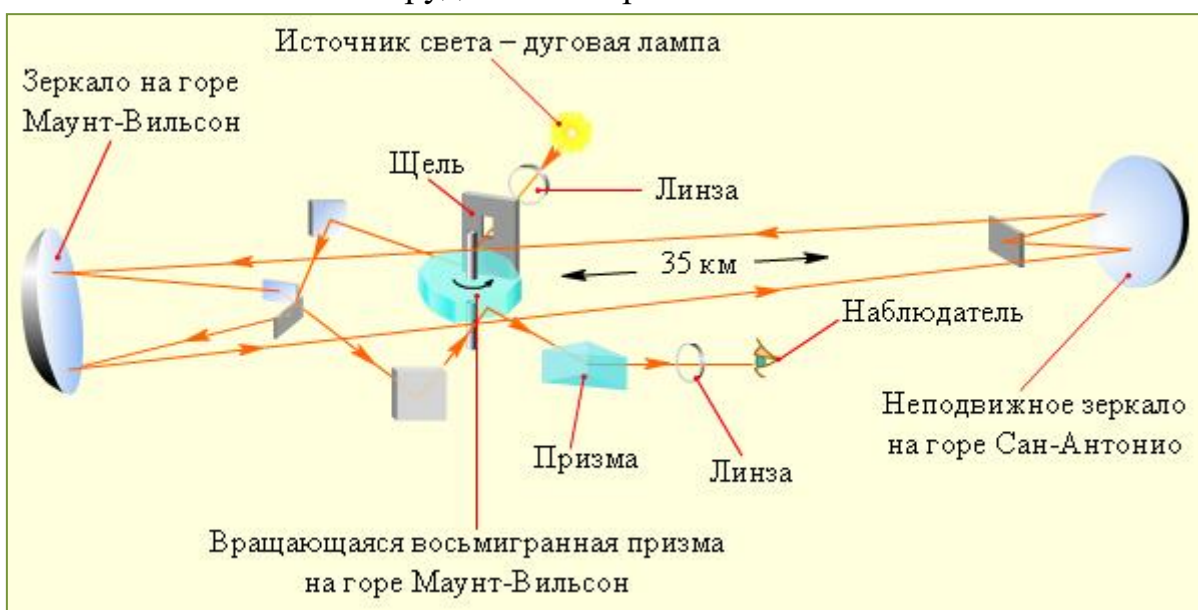 Источник света – дуговая лампа
Зеркало на горе
Маунт-Вильсон
Щель
Линза
35 км
Наблюдатель
Неподвижное зеркало
на горе Сан-Антонио
Призма
Линза
Вращающаяся восьмигранная призма
на горе Маунт-Вильсон